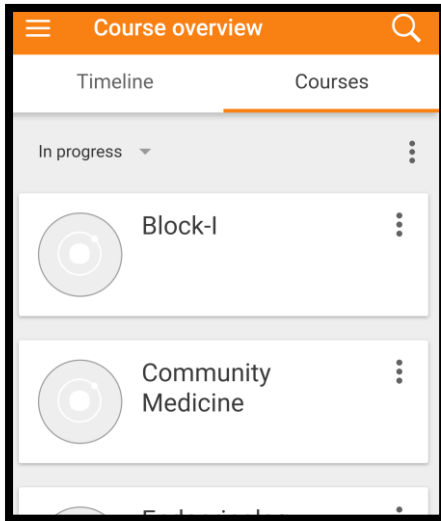 Course overview
Timeline
Courses
In progress
Block-I
Community
Medicine